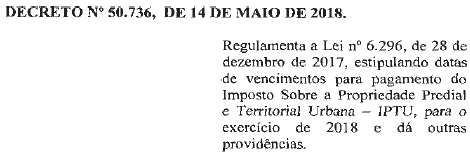 DECRETO Nº 50.736, DE 14 DE MAIO DE 2018.
Regulamenta a Lei nº 6.296, de 28 de
dezembro de 2017, estipulando datas
de vencimentos para pagamento do
Imposto Sobre a Propriedade Predial
e Territorial Urbana – IPTU, para o
exercício de 2018 e dá outras
providências.